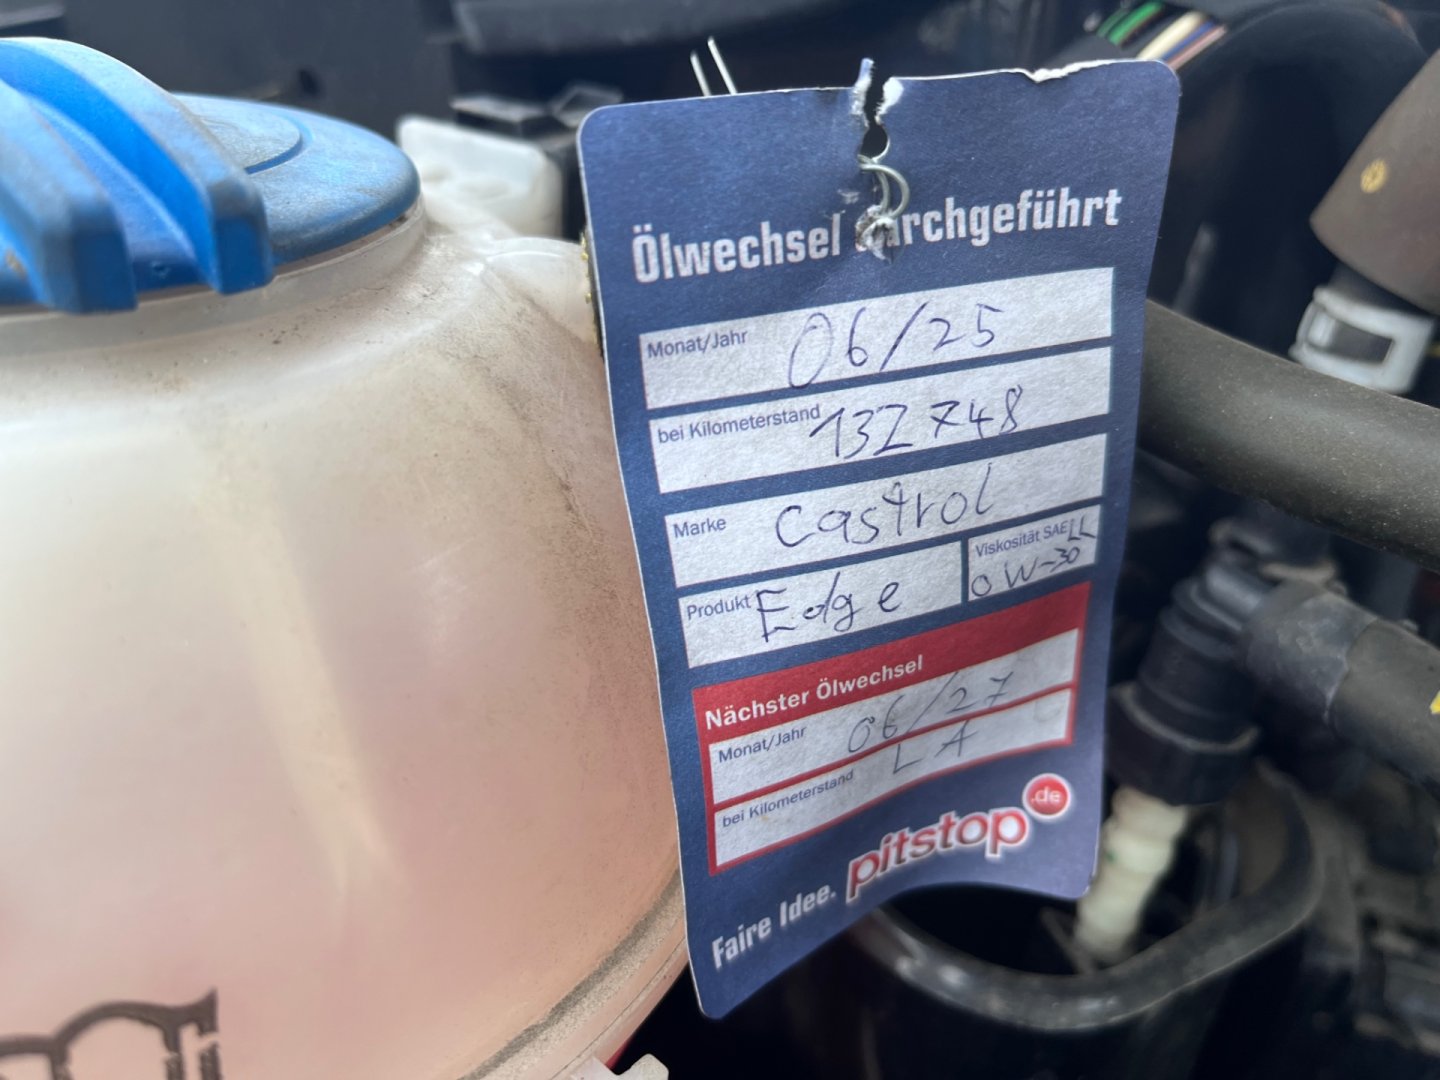 Ölwechsel durchgeführt
Monat/Jahr 06/25
bei Kilometerstand 132748
Marke Castrol
Produkt Edge Viskosität SAE LL
0W-30
Nächster Ölwechsel
Monat/Jahr 06/27
bei Kilometerstand LA
Faire Idee. pitstop.de